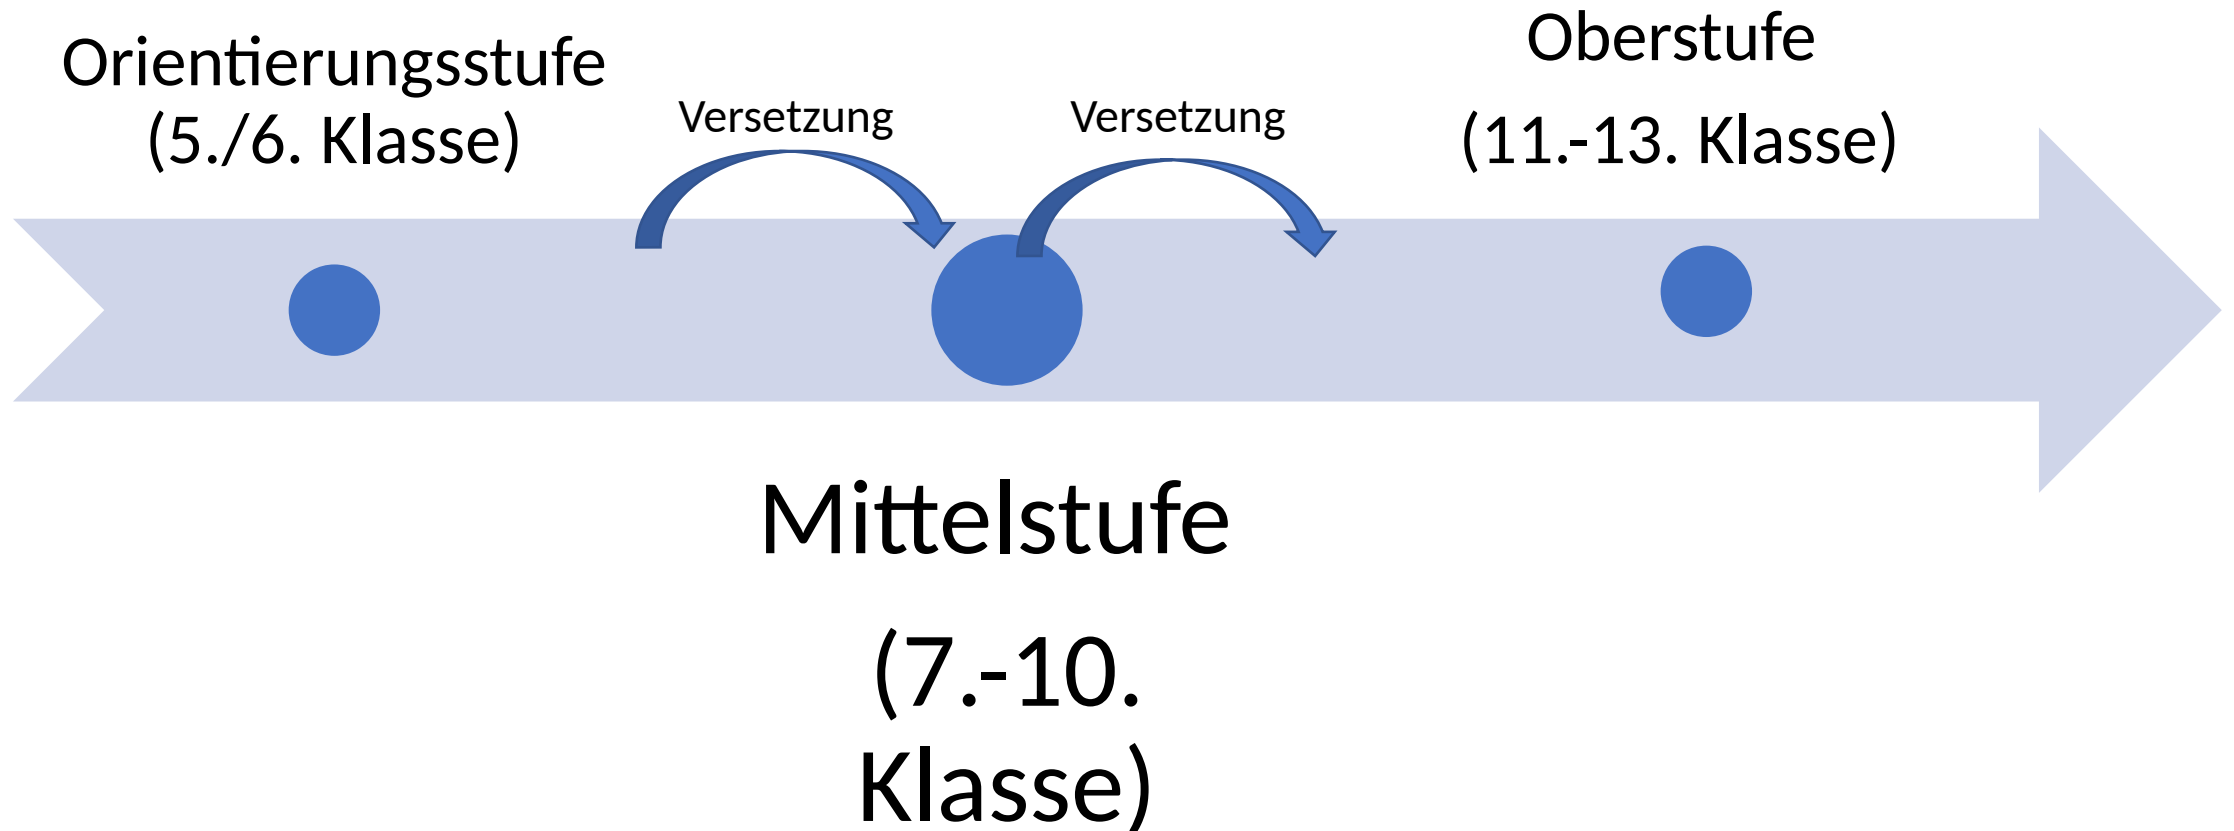 Orientierungsstufe
(5./6. Klasse)
Versetzung
Versetzung
Oberstufe
(11.-13. Klasse)
Mittelstufe
(7.-10.
Klasse)